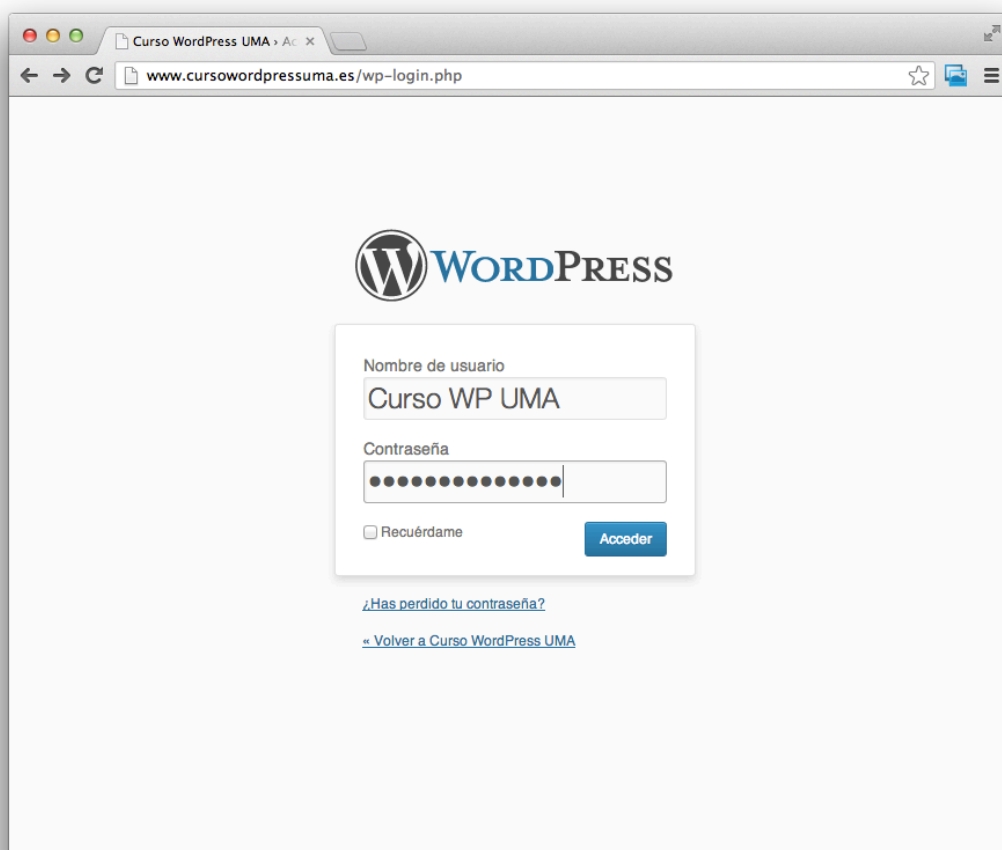 Curso WordPress UMA › Ac
www.cursowordpressuma.es/wp-login.php
WORDPRESS
Nombre de usuario
Curso WP UMA
Contraseña
••••••••••••••
Recuérdame
Acceder
¿Has perdido tu contraseña?
« Volver a Curso WordPress UMA